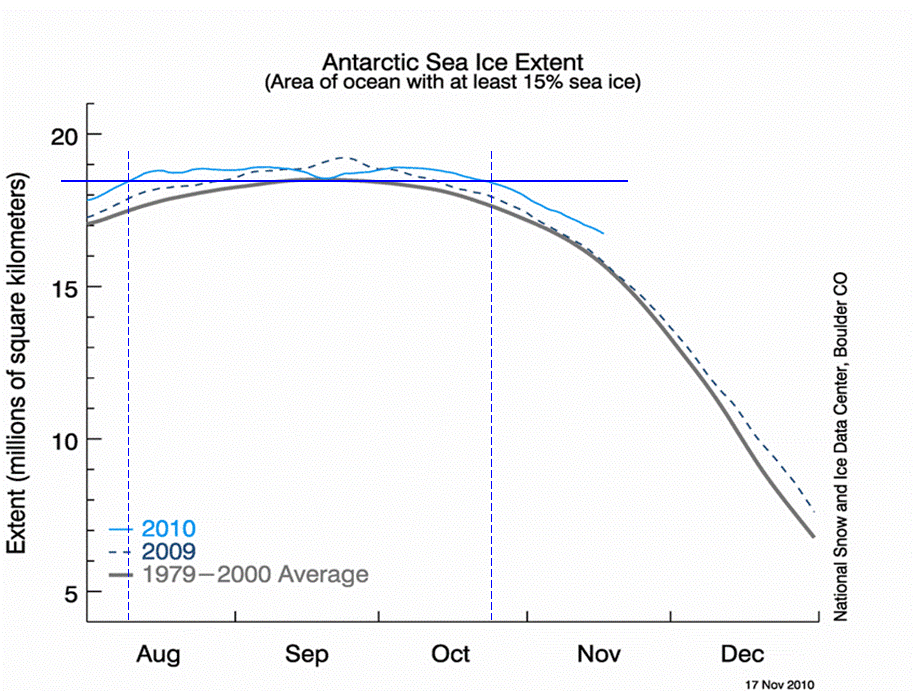 Antarctic Sea Ice Extent
(Area of ocean with at least 15% sea ice)
Extent (millions of square kilometers)
20
15
10
5
2010
2009
1979−2000 Average
Aug
Sep
Oct
Nov
Dec
National Snow and Ice Data Center, Boulder CO
17 Nov 2010